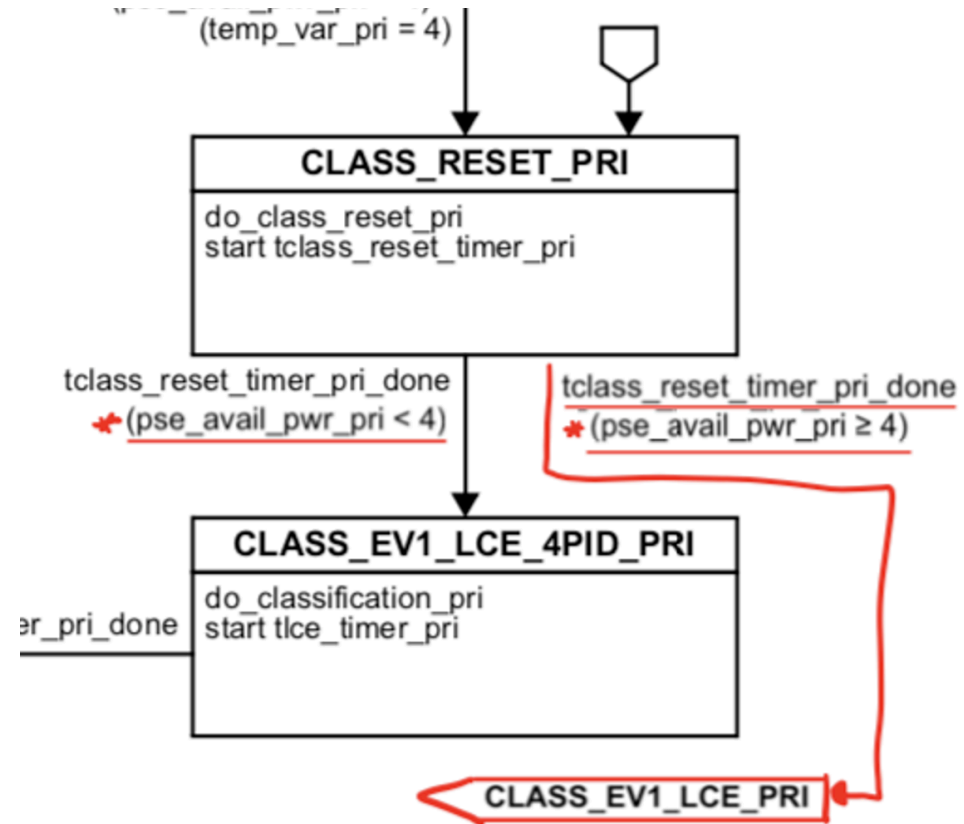 (temp_var_pri = 4)
CLASS_RESET_PRI
do_class_reset_pri
start tclass_reset_timer_pri
tclass_reset_timer_pri_done
*(pse_avail_pwr_pri < 4)
tclass_reset_timer_pri_done
*(pse_avail_pwr_pri ≥ 4)
CLASS_EV1_LCE_4PID_PRI
do_classification_pri
start tlce_timer_pri
er_pri_done
CLASS_EV1_LCE_PRI